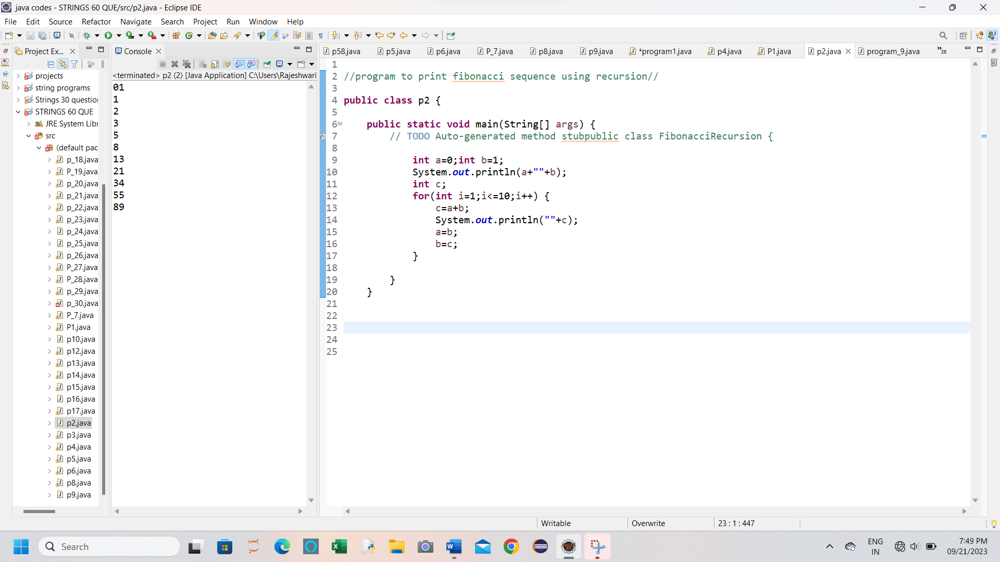 java codes - STRINGS 60 QUE/src/p2.java - Eclipse IDE
File Edit Source Refactor Navigate Search Project Run Window Help
Project Ex...
projects
string programs
Strings 30 question
STRINGS 60 QUE
JRE System Libr
src
(default pac
p_18.java
P_19.java
p_20.java
p_21.java
p_22.java
p_23.java
p_24.java
p_25.java
p_26.java
P_27.java
P_28.java
p_29.java
p_30.java
P_7.java
P1.java
p10.java
p12.java
p13.java
p14.java
p15.java
p16.java
p17.java
p2.java
p3.java
p4.java
p5.java
p6.java
p8.java
p9.java
Console
<terminated> p2 (2) [Java Application] C:\Users\Rajeshwari
01
1
2
3
5
8
13
21
34
55
89
p58.java p5.java p6.java P_7.java p8.java p9.java *program1.java p4.java P1.java p2.java program_9.java »26
1
2 //program to print fibonacci sequence using recursion//
3
4 public class p2 {
5
6 public static void main(String[] args) {
7 // TODO Auto-generated method stubpublic class FibonacciRecursion {
8
9 int a=0;int b=1;
10 System.out.println(a+""+b);
11 int c;
12 for(int i=1;i<=10;i++) {
13 c=a+b;
14 System.out.println(""+c);
15 a=b;
16 b=c;
17 }
18
19 }
20 }
21
22
23
24
25
Writable Overwrite 23 : 1 : 447
Search
ENG
IN
7:49 PM
09/21/2023